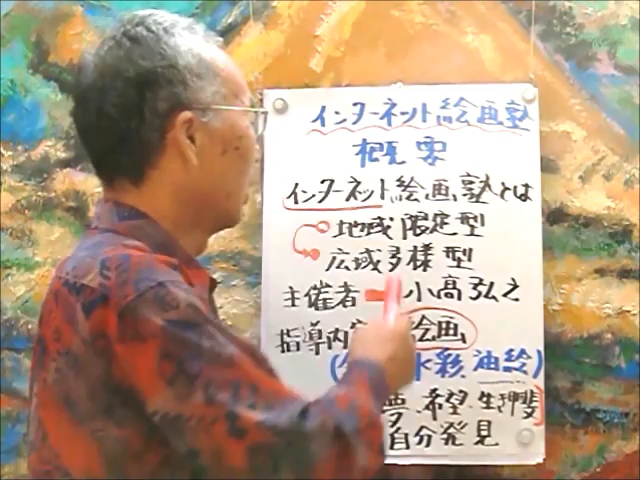 インターネット絵画塾
概要
インターネット絵画塾とは
地域限定型
広域多様型
主催者 小高弘之
指導内 絵画
( 水彩 油絵)
夢 希望 生き甲斐
自分発見